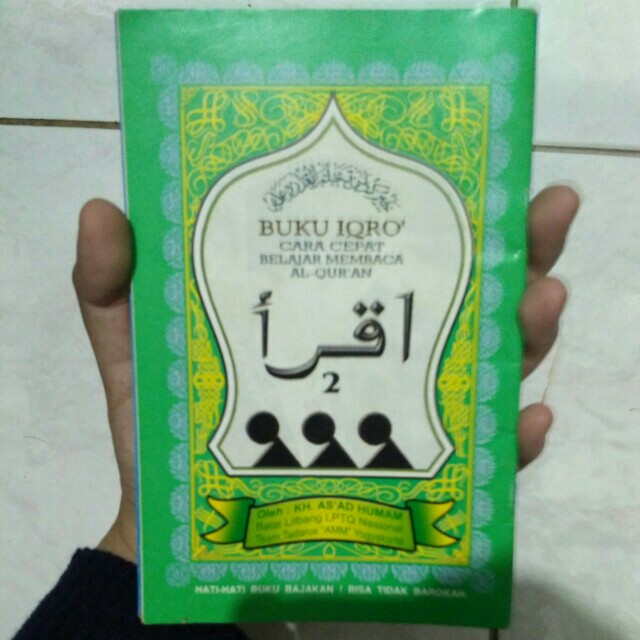 BUKU IQRO'
CARA CEPAT
BELAJAR MEMBACA
AL-QUR'AN
اقرأ
2
Oleh : KH. AS'AD HUMAM
Balai Litbang LPTQ Nasional
Team Tadarus "AMM" Yogyakarta
HATI-HATI BUKU BAJAKAN ! BISA TIDAK BAROKAH.